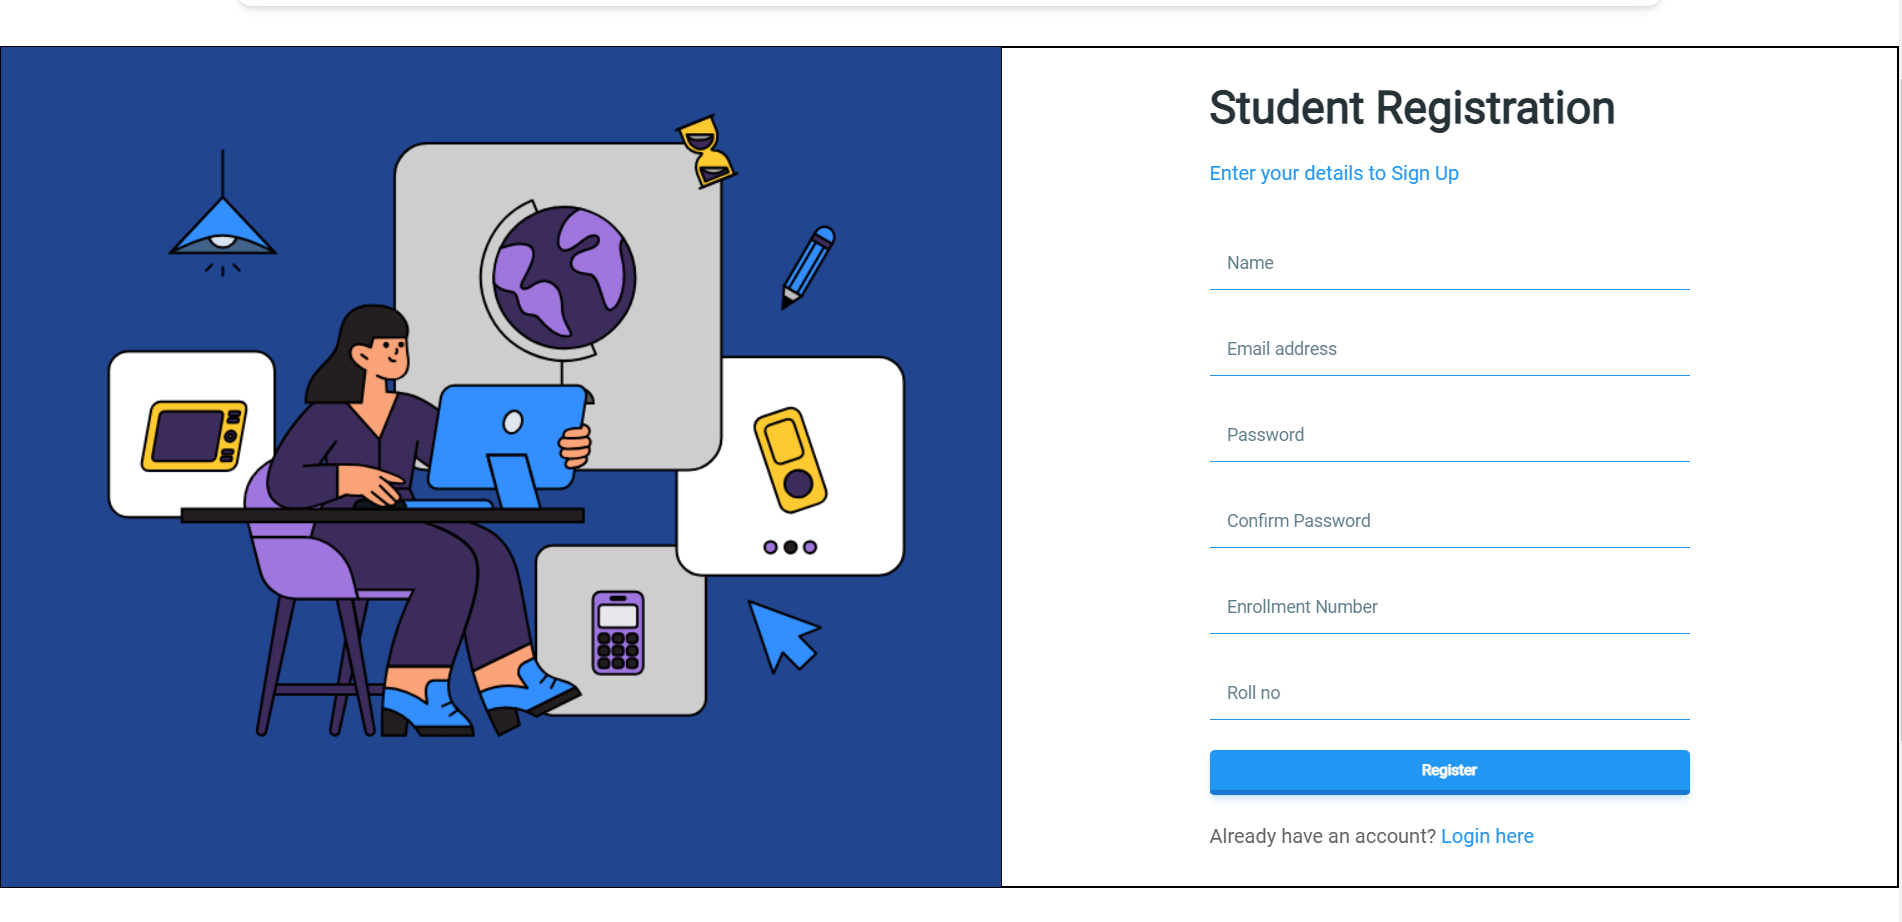 Student Registration
Enter your details to Sign Up
Name
Email address
Password
Confirm Password
Enrollment Number
Roll no
Register
Already have an account? Login here